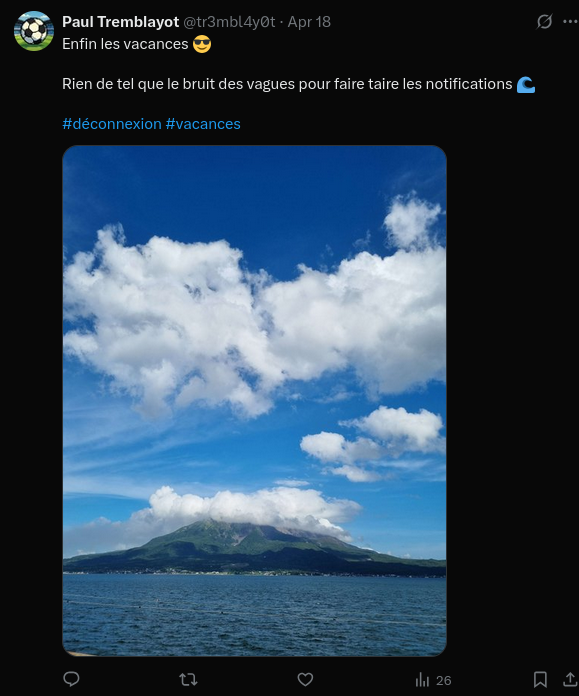 Paul Tremblayot @tr3mbl4y0t · Apr 18
Enfin les vacances 😎
Rien de tel que le bruit des vagues pour faire taire les notifications 🌊
#déconnexion #vacances
26